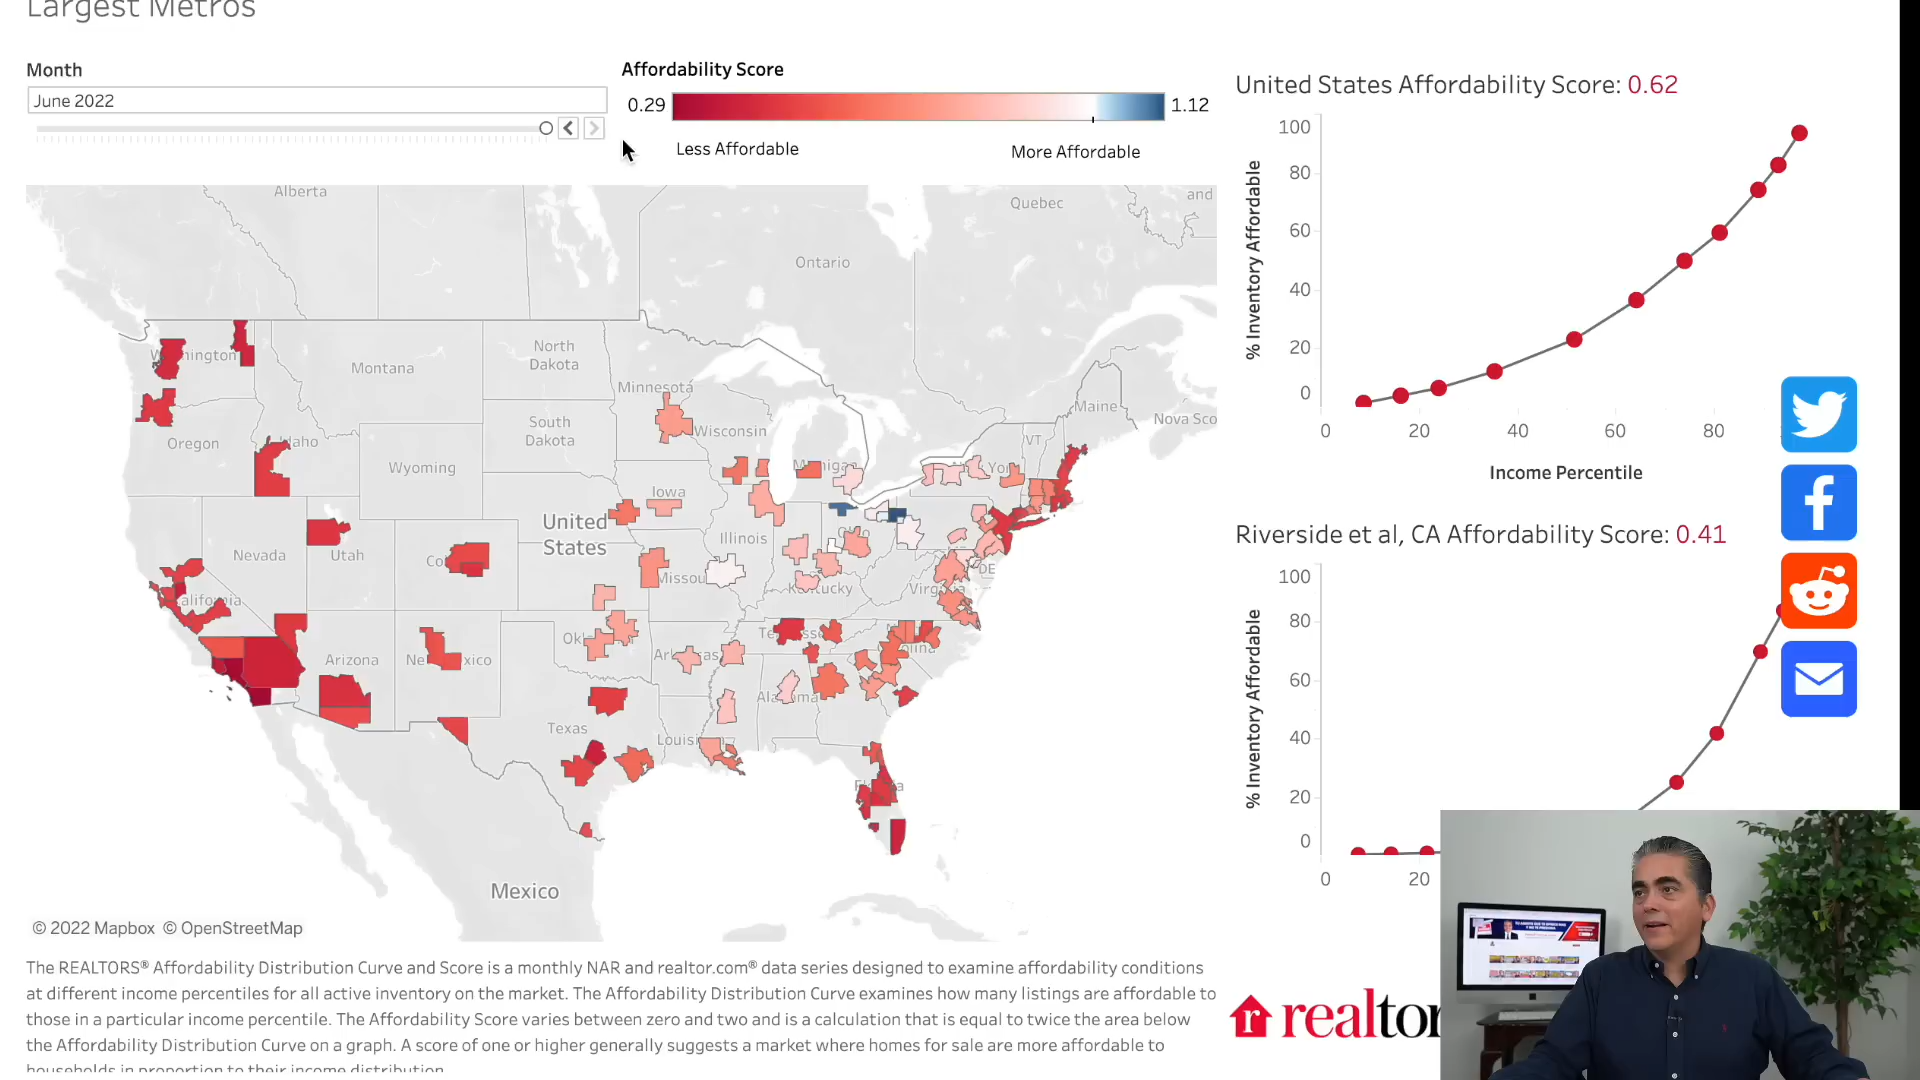 Largest Metros
Month
June 2022
Affordability Score
0.29
1.12
Less Affordable
More Affordable
United States Affordability Score: 0.62
% Inventory Affordable
100
80
60
40
20
0
0
20
40
60
80
Income Percentile
Riverside et al, CA Affordability Score: 0.41
% Inventory Affordable
100
80
60
40
20
0
0
20
Alberta
Quebec
and
Ontario
North
Dakota
Montana
Minnesota
Maine
Nova Sco
South
Dakota
Wisconsin
VT
Oregon
Wyoming
Iowa
United
States
Illinois
Nevada
Utah
DE
Arizona
Texas
Mexico
© 2022 Mapbox © OpenStreetMap
The REALTORS® Affordability Distribution Curve and Score is a monthly NAR and realtor.com® data series designed to examine affordability conditions
at different income percentiles for all active inventory on the market. The Affordability Distribution Curve examines how many listings are affordable to
those in a particular income percentile. The Affordability Score varies between zero and two and is a calculation that is equal to twice the area below
the Affordability Distribution Curve on a graph. A score of one or higher generally suggests a market where homes for sale are more affordable to
households in proportion to their income distribution.
r realtor